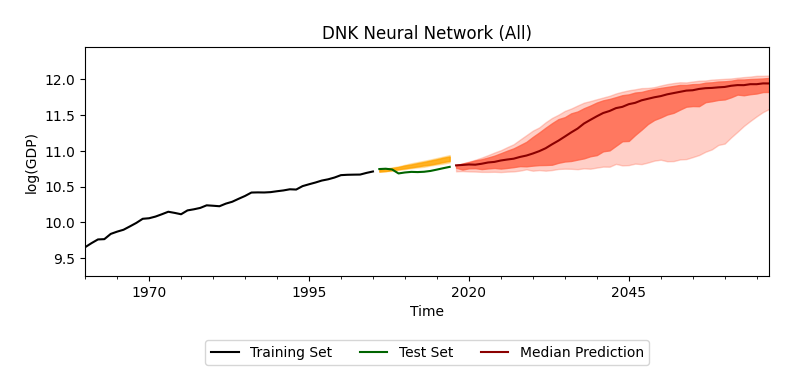 DNK Neural Network (All)
12.0
11.5
11.0
10.5
10.0
9.5
log(GDP)
1970 1995 2020 2045
Time
Training Set Test Set Median Prediction